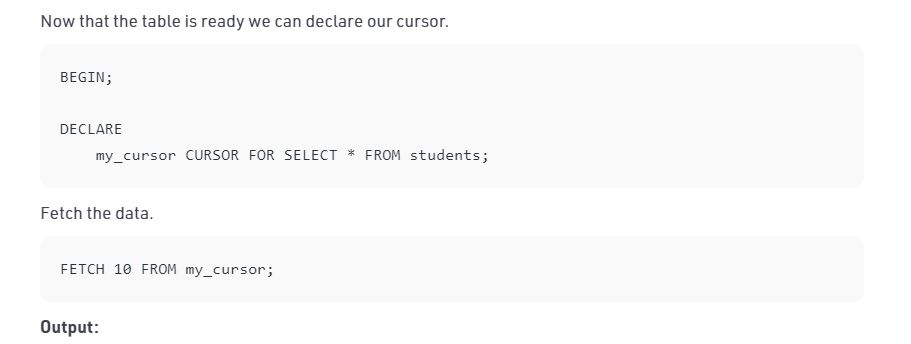 Now that the table is ready we can declare our cursor.
BEGIN;
DECLARE
my_cursor CURSOR FOR SELECT * FROM students;
Fetch the data.
FETCH 10 FROM my_cursor;
Output: